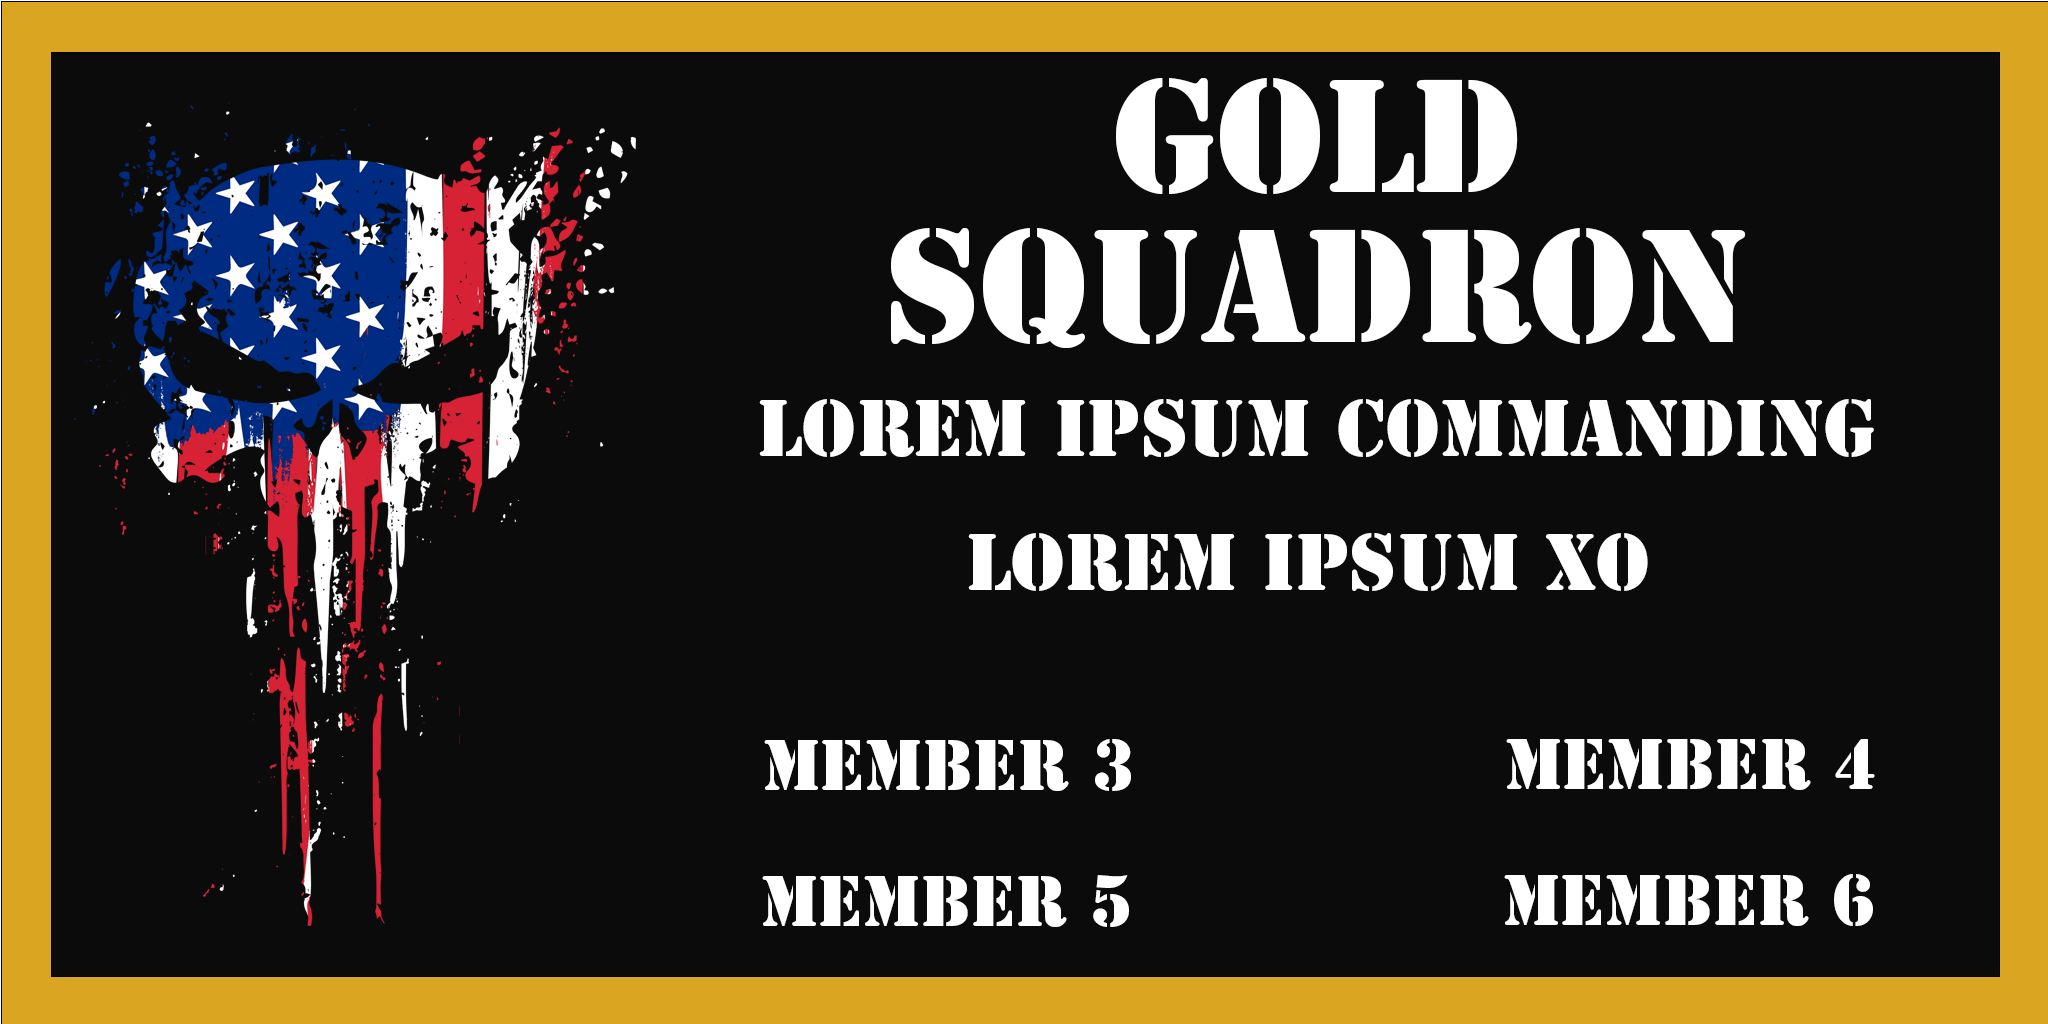 GOLD
SQUADRON
LOREM IPSUM COMMANDING
LOREM IPSUM XO
MEMBER 3 MEMBER 4
MEMBER 5 MEMBER 6